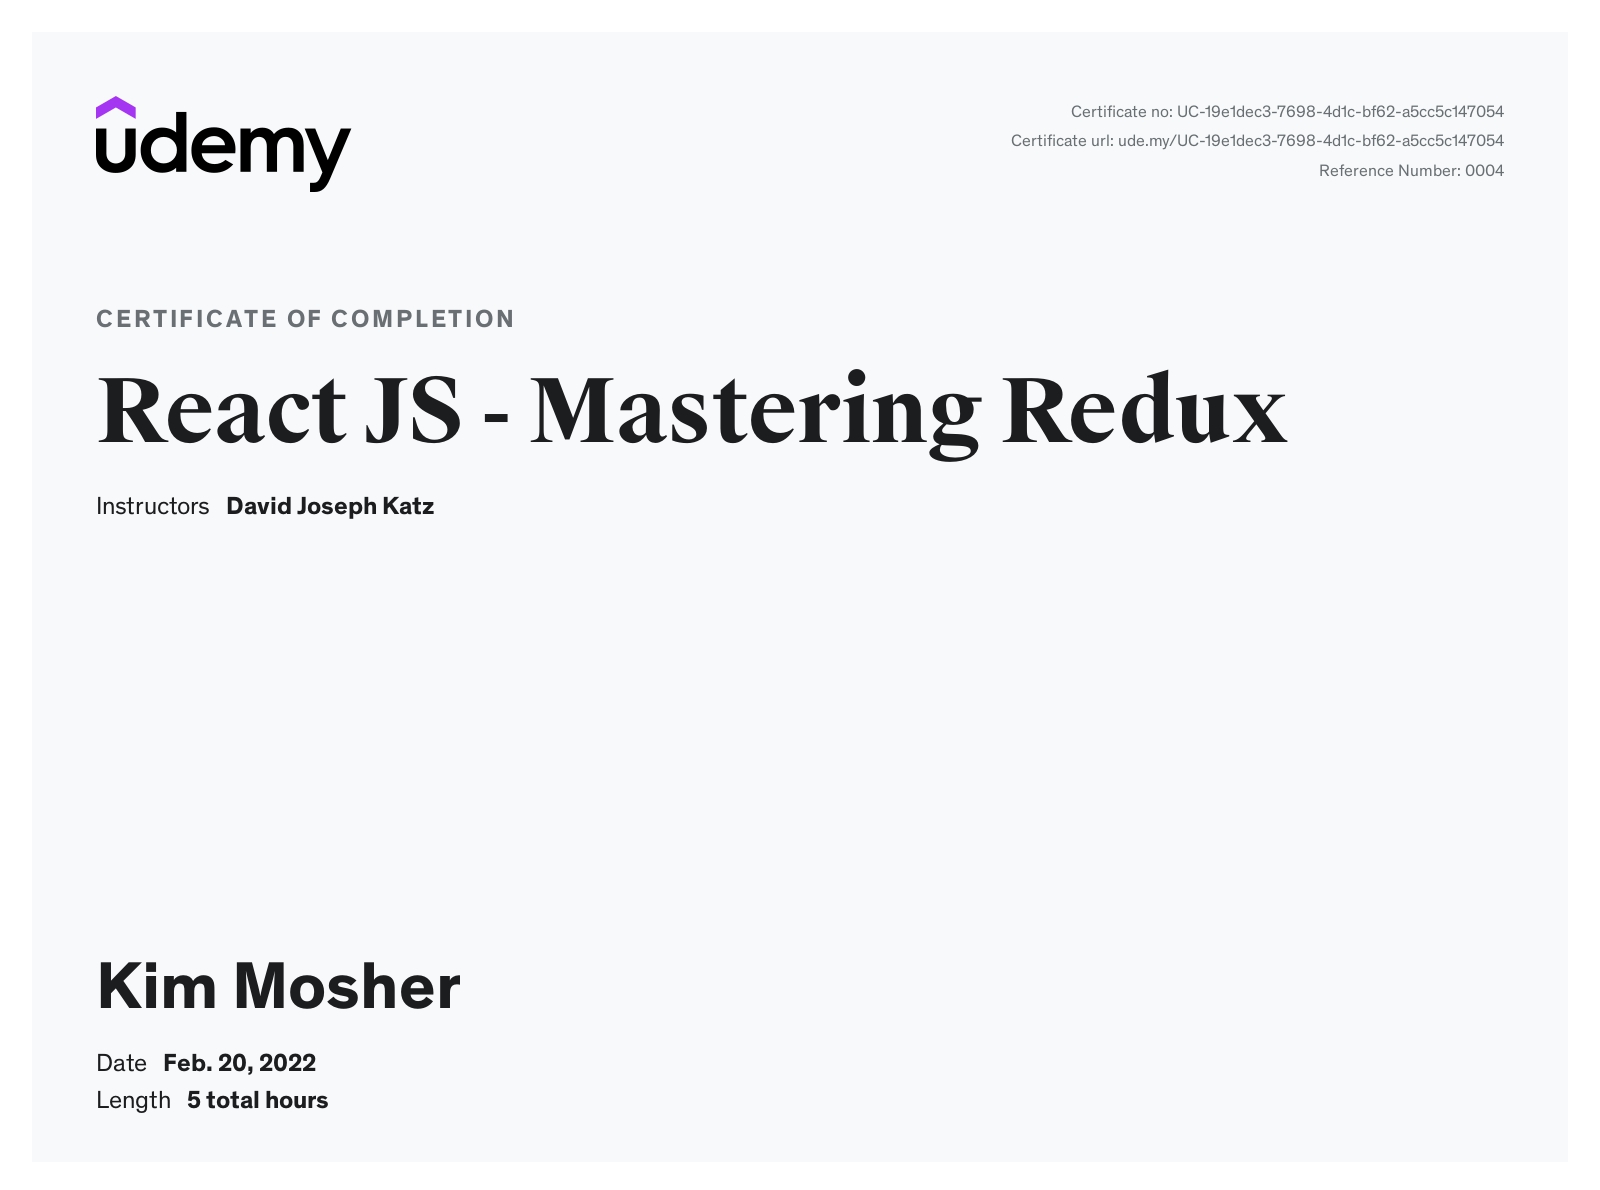 udemy
Certificate no: UC-19e1dec3-7698-4d1c-bf62-a5cc5c147054
Certificate url: ude.my/UC-19e1dec3-7698-4d1c-bf62-a5cc5c147054
Reference Number: 0004
CERTIFICATE OF COMPLETION
React JS - Mastering Redux
Instructors David Joseph Katz
Kim Mosher
Date Feb. 20, 2022
Length 5 total hours